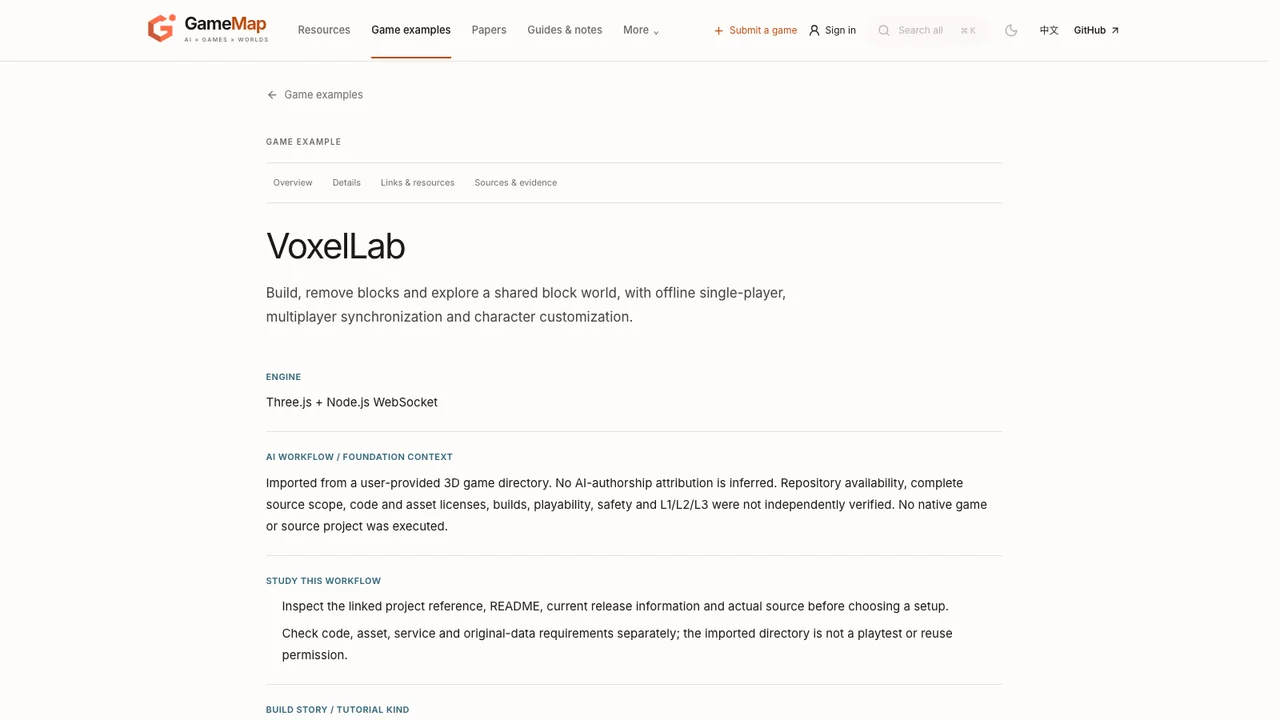 GameMap
AI × GAMES × WORLDS
Resources
Game examples
Papers
Guides & notes
More
+ Submit a game
Sign in
Search all
⌘ K
中文
GitHub ↗
← Game examples
GAME EXAMPLE
Overview
Details
Links & resources
Sources & evidence
VoxelLab
Build, remove blocks and explore a shared block world, with offline single-player,
multiplayer synchronization and character customization.
ENGINE
Three.js + Node.js WebSocket
AI WORKFLOW / FOUNDATION CONTEXT
Imported from a user-provided 3D game directory. No AI-authorship attribution is inferred. Repository availability, complete
source scope, code and asset licenses, builds, playability, safety and L1/L2/L3 were not independently verified. No native game
or source project was executed.
STUDY THIS WORKFLOW
Inspect the linked project reference, README, current release information and actual source before choosing a setup.
Check code, asset, service and original-data requirements separately; the imported directory is not a playtest or reuse
permission.
BUILD STORY / TUTORIAL KIND